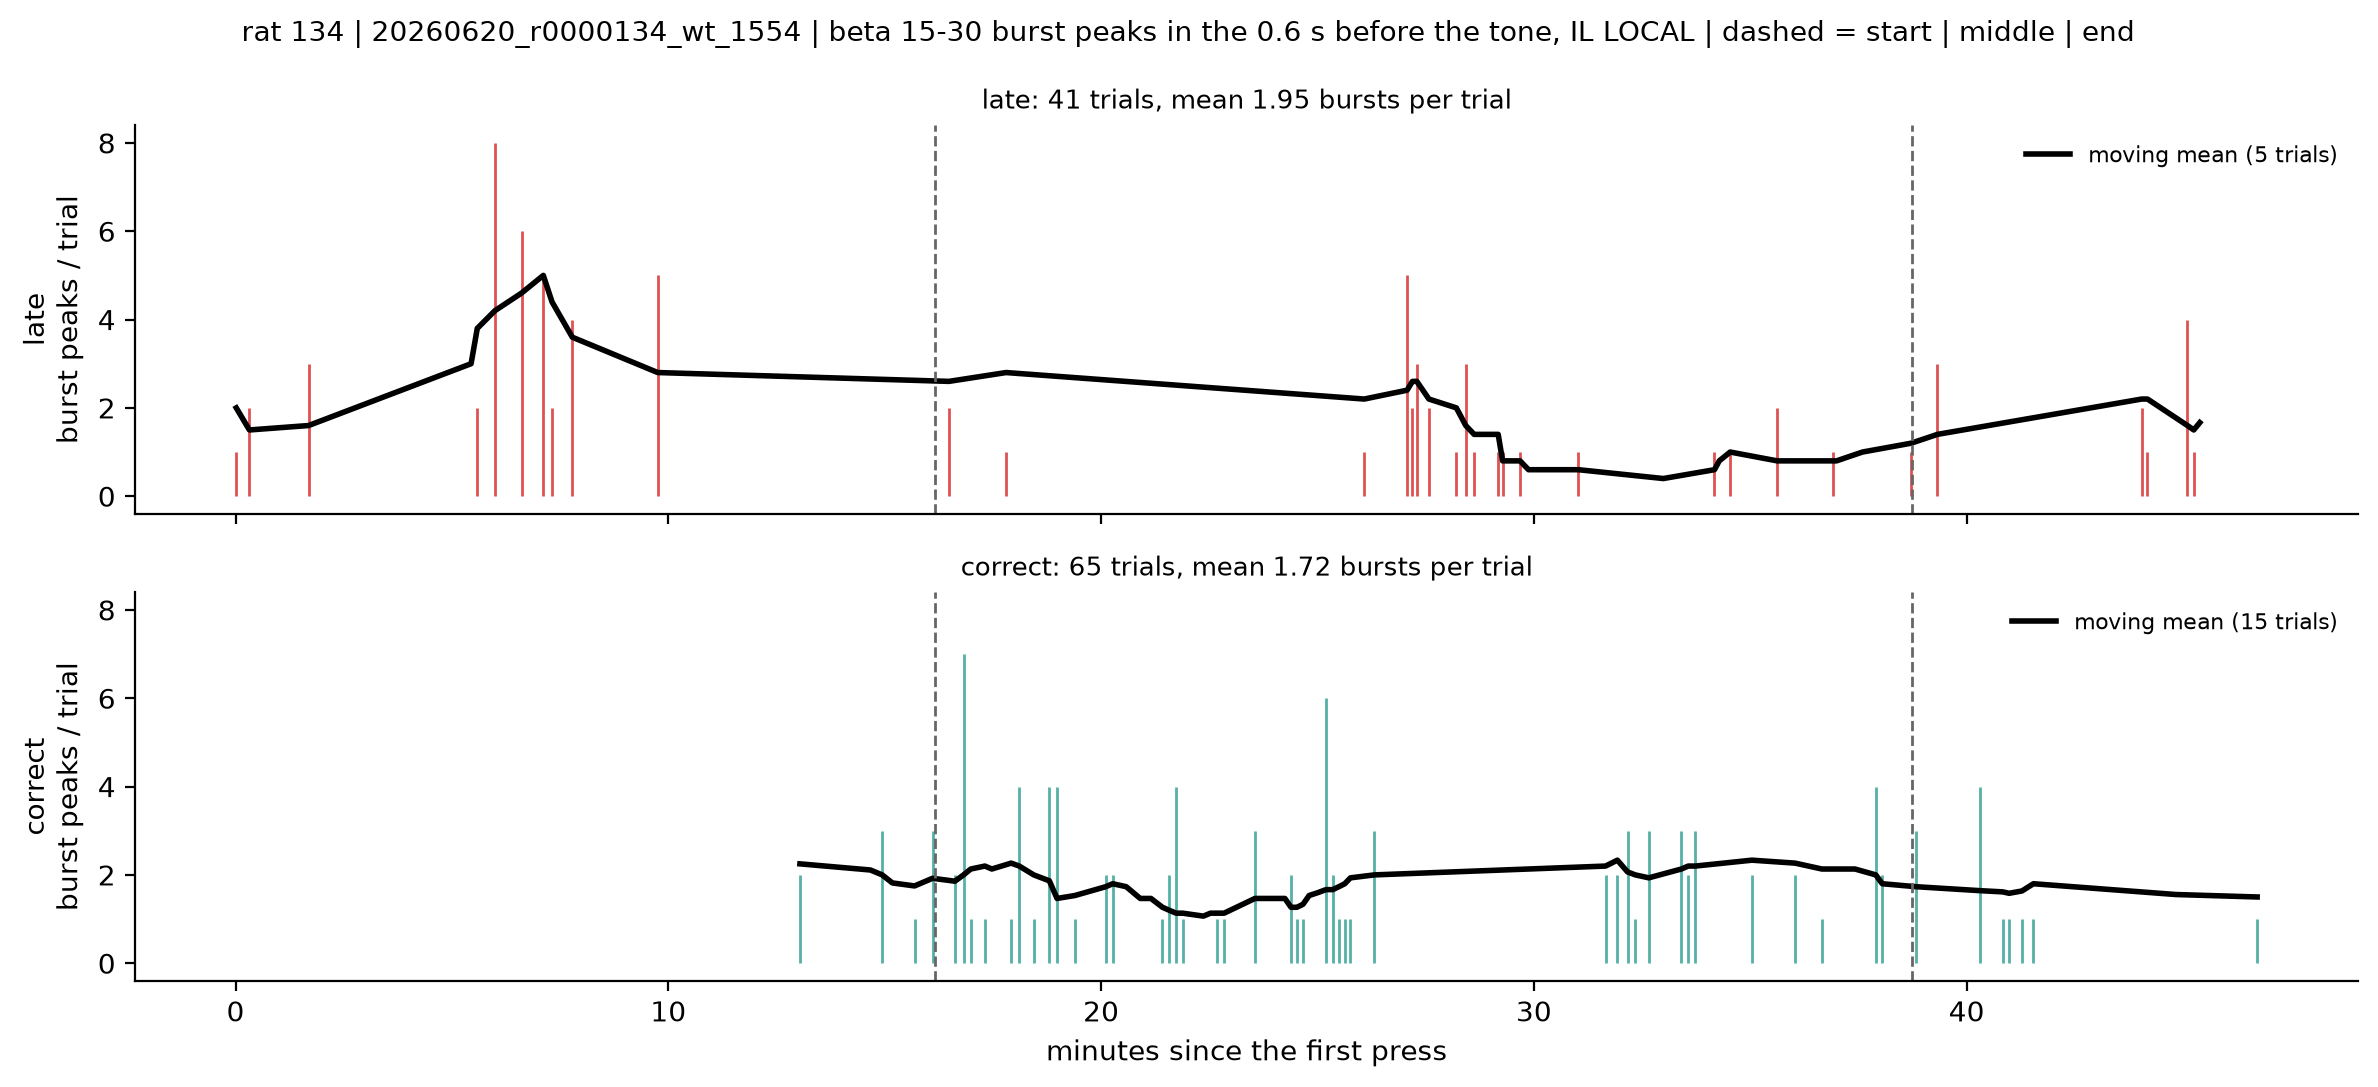 rat 134 | 20260620_r0000134_wt_1554 | beta 15-30 burst peaks in the 0.6 s before the tone, IL LOCAL | dashed = start | middle | end
late: 41 trials, mean 1.95 bursts per trial
moving mean (5 trials)
late
burst peaks / trial
8
6
4
2
0
correct: 65 trials, mean 1.72 bursts per trial
moving mean (15 trials)
correct
burst peaks / trial
8
6
4
2
0
0 10 20 30 40
minutes since the first press